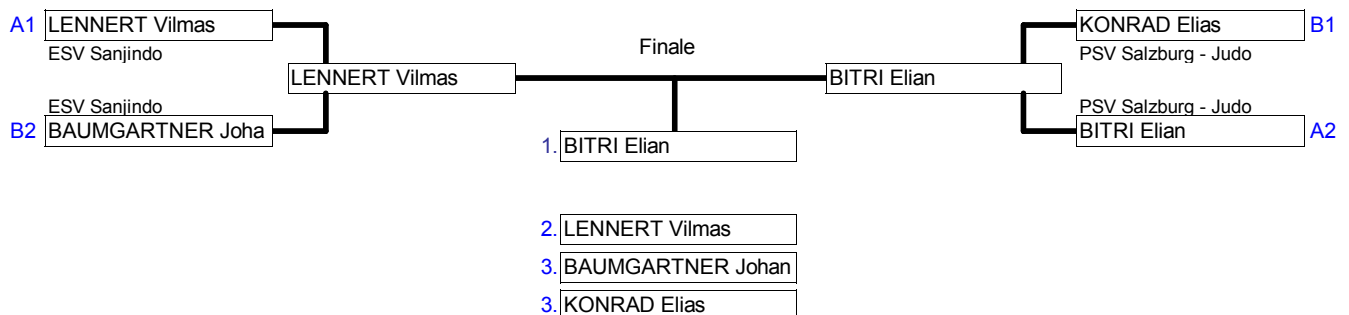 A1 LENNERT Vilmas
ESV Sanjindo
KONRAD Elias B1
PSV Salzburg - Judo
Finale
LENNERT Vilmas
BITRI Elian
ESV Sanjindo
B2 BAUMGARTNER Joha
PSV Salzburg - Judo
BITRI Elian A2
1. BITRI Elian
2. LENNERT Vilmas
3. BAUMGARTNER Johan
3. KONRAD Elias